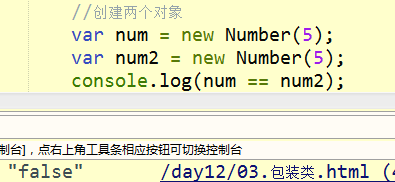 //创建两个对象
var num = new Number(5);
var num2 = new Number(5);
console.log(num == num2);
制台]，点右上角工具条相应按钮可切换控制台
"false" /day12/03.包装类.html (